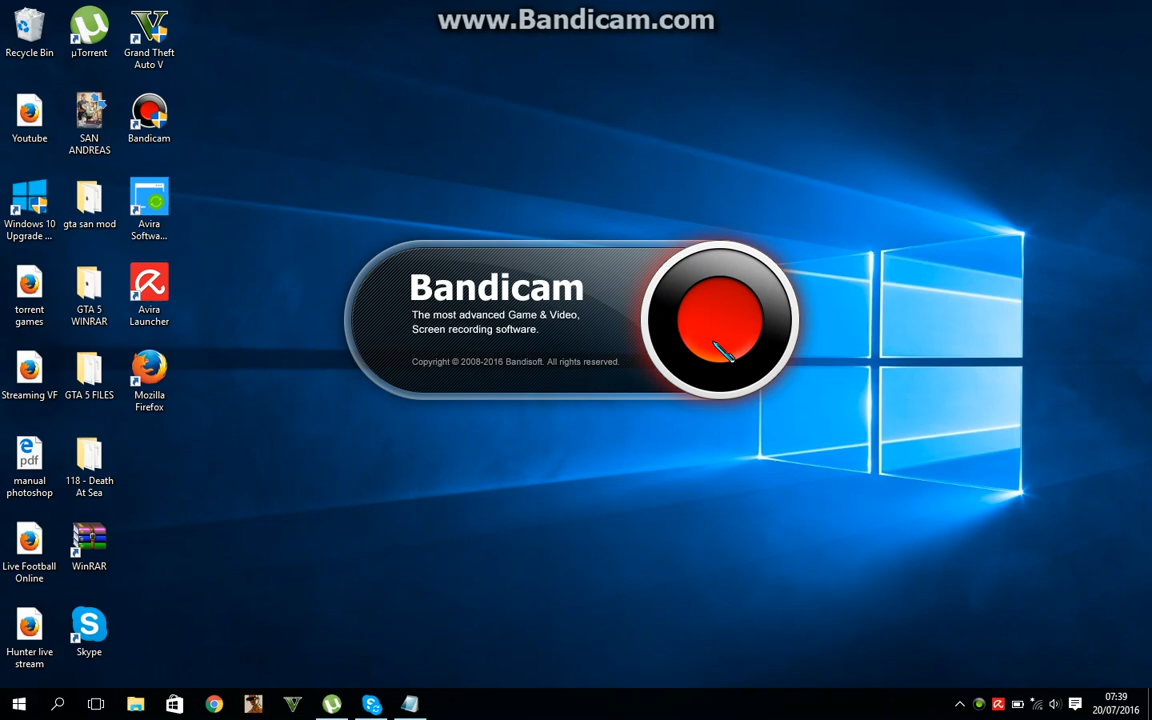 www.Bandicam.com
Recycle Bin
µTorrent
Grand Theft
Auto V
Youtube
SAN
ANDREAS
Bandicam
Windows 10
Upgrade ...
gta san mod
Avira
Softwa...
torrent
games
GTA 5
WINRAR
Avira
Launcher
Streaming VF
GTA 5 FILES
Mozilla
Firefox
pdf
manual
photoshop
118 - Death
At Sea
Live Football
Online
WinRAR
Hunter live
stream
Skype
Bandicam
The most advanced Game & Video,
Screen recording software.
Copyright © 2008-2016 Bandisoft. All rights reserved.
07:39
20/07/2016